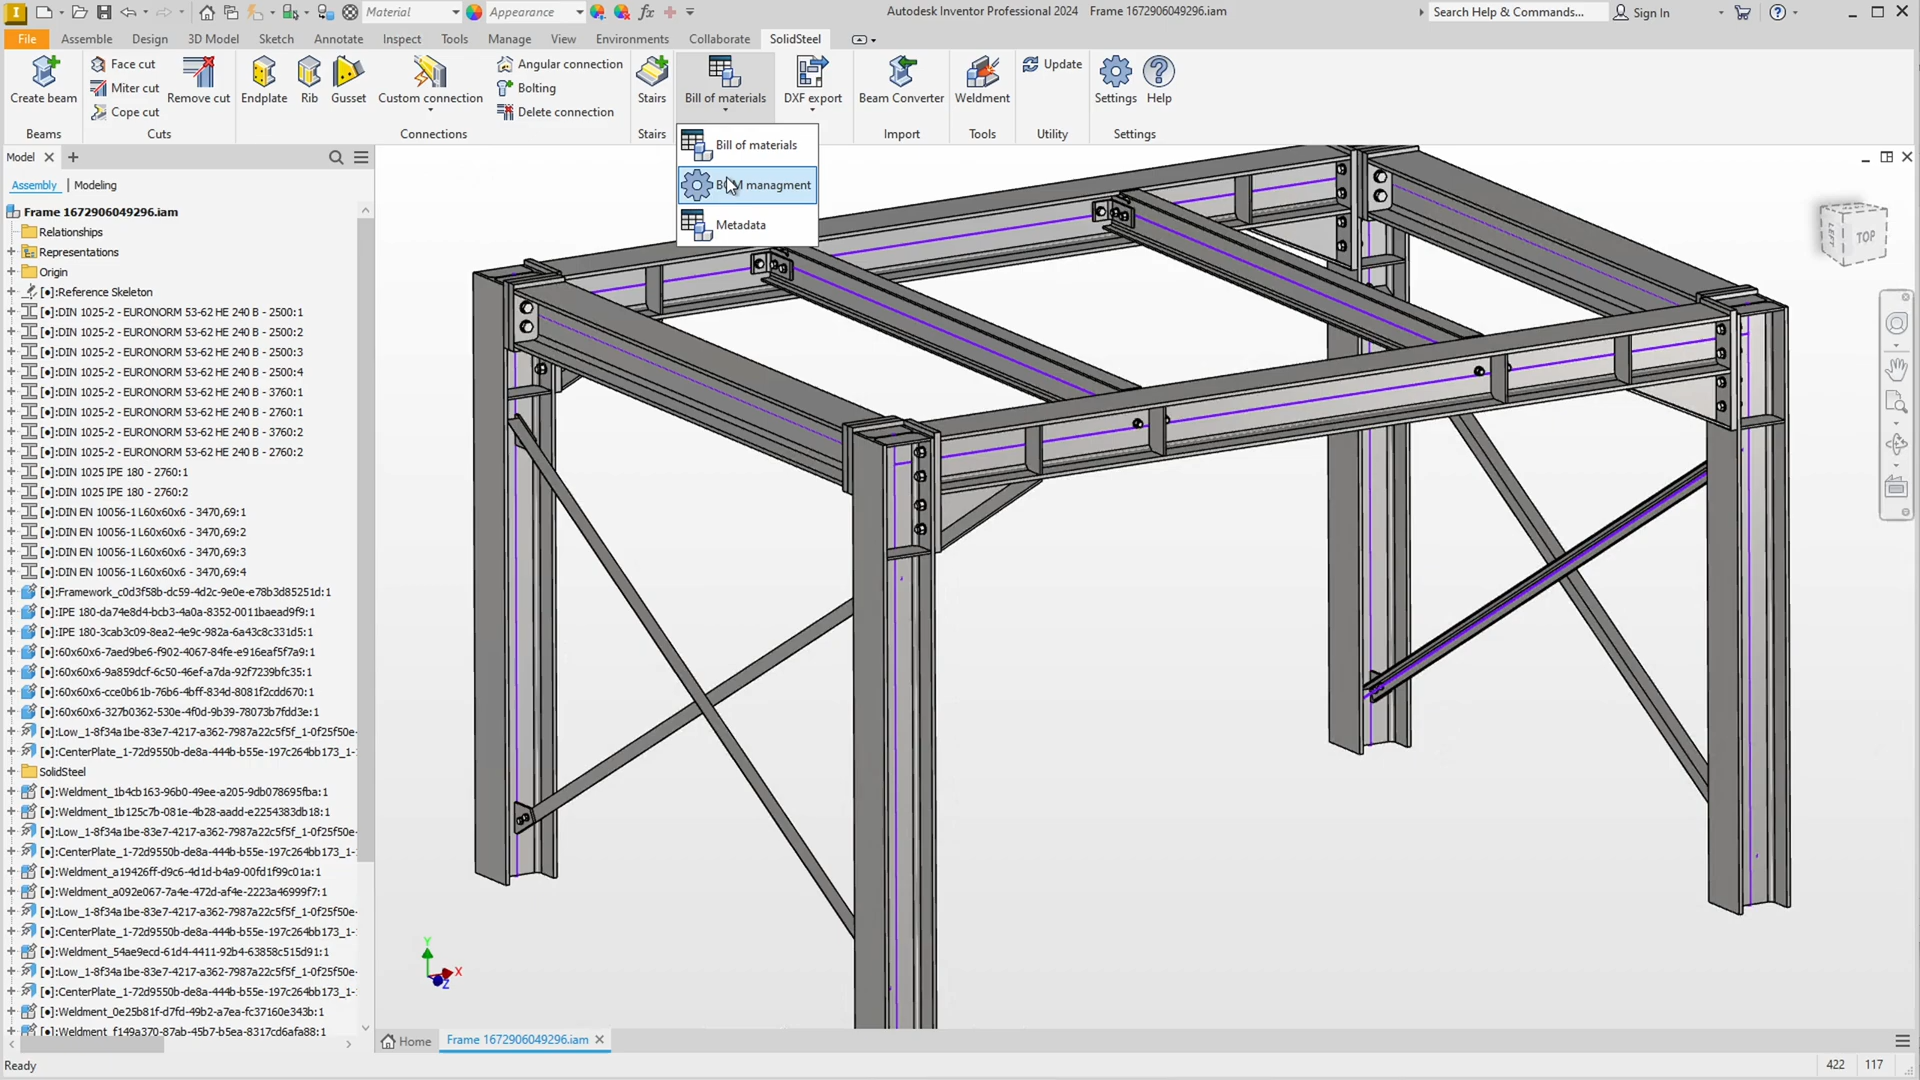 Material
Appearance
Autodesk Inventor Professional 2024 Frame 1672906049296.iam
Search Help & Commands...
Sign In
File
Assemble
Design
3D Model
Sketch
Annotate
Inspect
Tools
Manage
View
Environments
Collaborate
SolidSteel
Create beam
Face cut
Miter cut
Cope cut
Remove cut
Endplate
Rib
Gusset
Custom connection
Angular connection
Bolting
Delete connection
Stairs
Bill of materials
DXF export
Beam Converter
Weldment
Update
Settings
Help
Beams
Cuts
Connections
Stairs
Import
Tools
Utility
Settings
Bill of materials
managment
Metadata
Model
Assembly
Modeling
Frame 1672906049296.iam
Relationships
Representations
Origin
[•]:Reference Skeleton
[•]:DIN 1025-2 - EURONORM 53-62 HE 240 B - 2500:1
[•]:DIN 1025-2 - EURONORM 53-62 HE 240 B - 2500:2
[•]:DIN 1025-2 - EURONORM 53-62 HE 240 B - 2500:3
[•]:DIN 1025-2 - EURONORM 53-62 HE 240 B - 2500:4
[•]:DIN 1025-2 - EURONORM 53-62 HE 240 B - 3760:1
[•]:DIN 1025-2 - EURONORM 53-62 HE 240 B - 2760:1
[•]:DIN 1025-2 - EURONORM 53-62 HE 240 B - 3760:2
[•]:DIN 1025-2 - EURONORM 53-62 HE 240 B - 2760:2
[•]:DIN 1025 IPE 180 - 2760:1
[•]:DIN 1025 IPE 180 - 2760:2
[•]:DIN EN 10056-1 L60x60x6 - 3470,69:1
[•]:DIN EN 10056-1 L60x60x6 - 3470,69:2
[•]:DIN EN 10056-1 L60x60x6 - 3470,69:3
[•]:DIN EN 10056-1 L60x60x6 - 3470,69:4
[•]:Framework_c0d3f58b-dc59-4d2c-9e0e-e78b3d85251d:1
[•]:IPE 180-da74e8d4-bcb3-4a0a-8352-0011baead9f9:1
[•]:IPE 180-3cab3c09-8ea2-4e9c-982a-6a43c8c331d5:1
[•]:60x60x6-7aed9be6-f902-4067-84fe-e916eaf5f7a9:1
[•]:60x60x6-9a859dcf-6c50-46ef-a7da-92f7239bfc35:1
[•]:60x60x6-cce0b61b-76b6-4bff-834d-8081f2cdd670:1
[•]:60x60x6-327b0362-530e-4f0d-9b39-78073b7fdd3e:1
[•]:Low_1-8f34a1be-83e7-4217-a362-7987a22c5f5f_1-0f25f50e-
[•]:CenterPlate_1-72d9550b-de8a-444b-b55e-197c264bb173_1-
SolidSteel
[•]:Weldment_1b4cb163-96b0-49ee-a205-9db078695fba:1
[•]:Weldment_1b125c7b-081e-4b28-aadd-e2254383db18:1
[•]:Low_1-8f34a1be-83e7-4217-a362-7987a22c5f5f_1-0f25f50e-
[•]:CenterPlate_1-72d9550b-de8a-444b-b55e-197c264bb173_1-
[•]:Weldment_a19426ff-d9c6-4d1d-b4a9-00fd1f99c01a:1
[•]:Weldment_a092e067-7a4e-472d-af4e-2223a46999f7:1
[•]:Low_1-8f34a1be-83e7-4217-a362-7987a22c5f5f_1-0f25f50e-
[•]:CenterPlate_1-72d9550b-de8a-444b-b55e-197c264bb173_1-
[•]:Weldment_54ae9ecd-61d4-4411-92b4-63858c515d91:1
[•]:Low_1-8f34a1be-83e7-4217-a362-7987a22c5f5f_1-0f25f50e-
[•]:CenterPlate_1-72d9550b-de8a-444b-b55e-197c264bb173_1-
[•]:Weldment_0e25b81f-d7fd-49b2-a7ea-fc37160e343b:1
[•]:Weldment_f149a370-87ab-45b7-b5ea-8317cd6afa88:1
LEFT
TOP
Y
X
Z
Home
Frame 1672906049296.iam
Ready
422
117